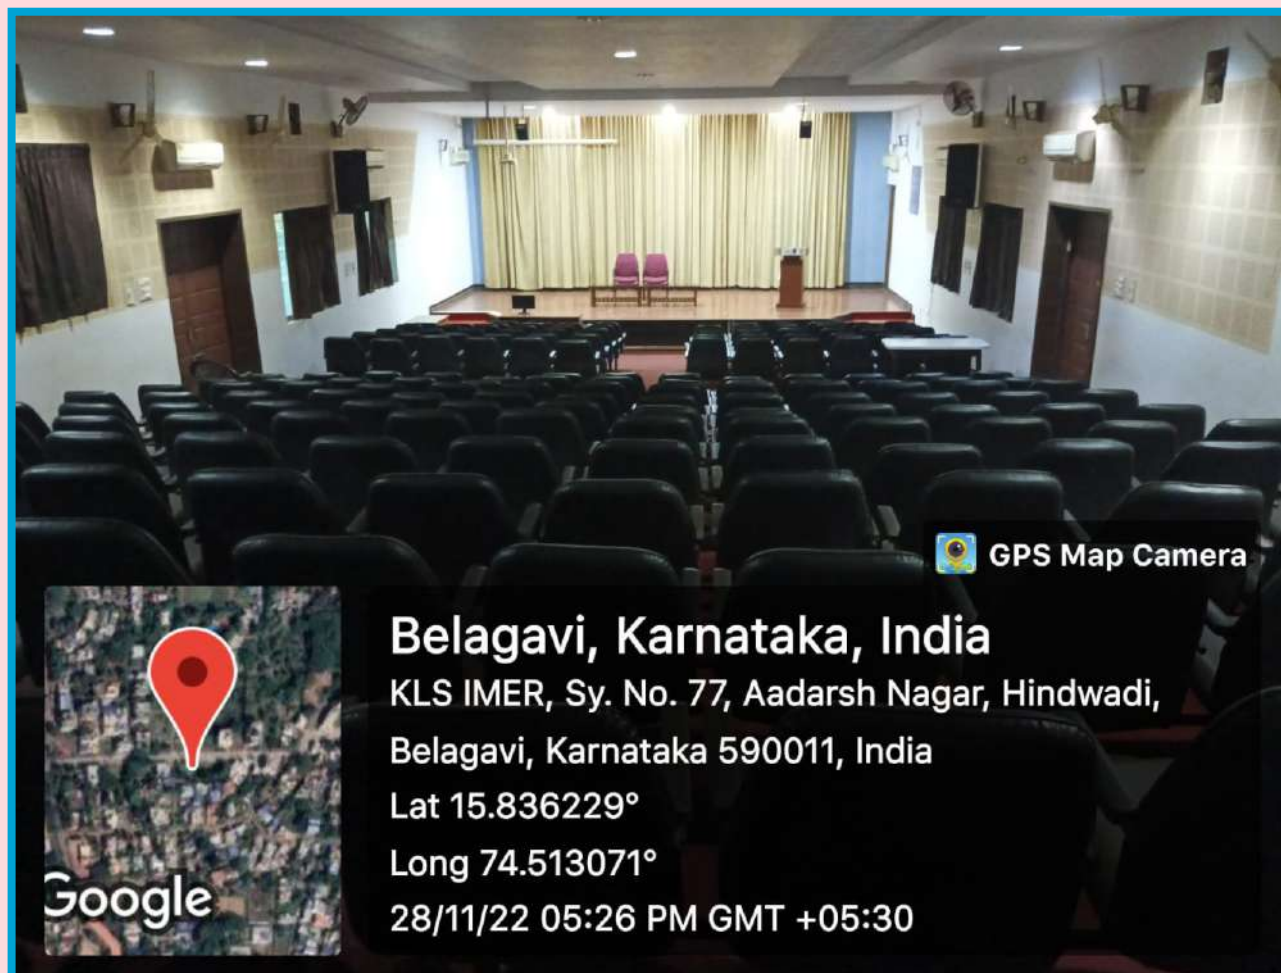 GPS Map Camera
Belagavi, Karnataka, India
KLS IMER, Sy. No. 77, Aadarsh Nagar, Hindwadi,
Belagavi, Karnataka 590011, India
Lat 15.836229°
Long 74.513071°
28/11/22 05:26 PM GMT +05:30
Google